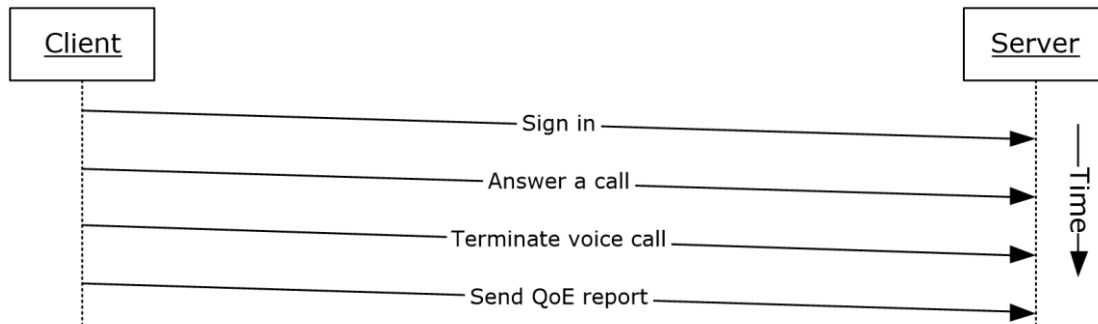 Client
Server
Sign in
Answer a call
Terminate voice call
Send QoE report
Time